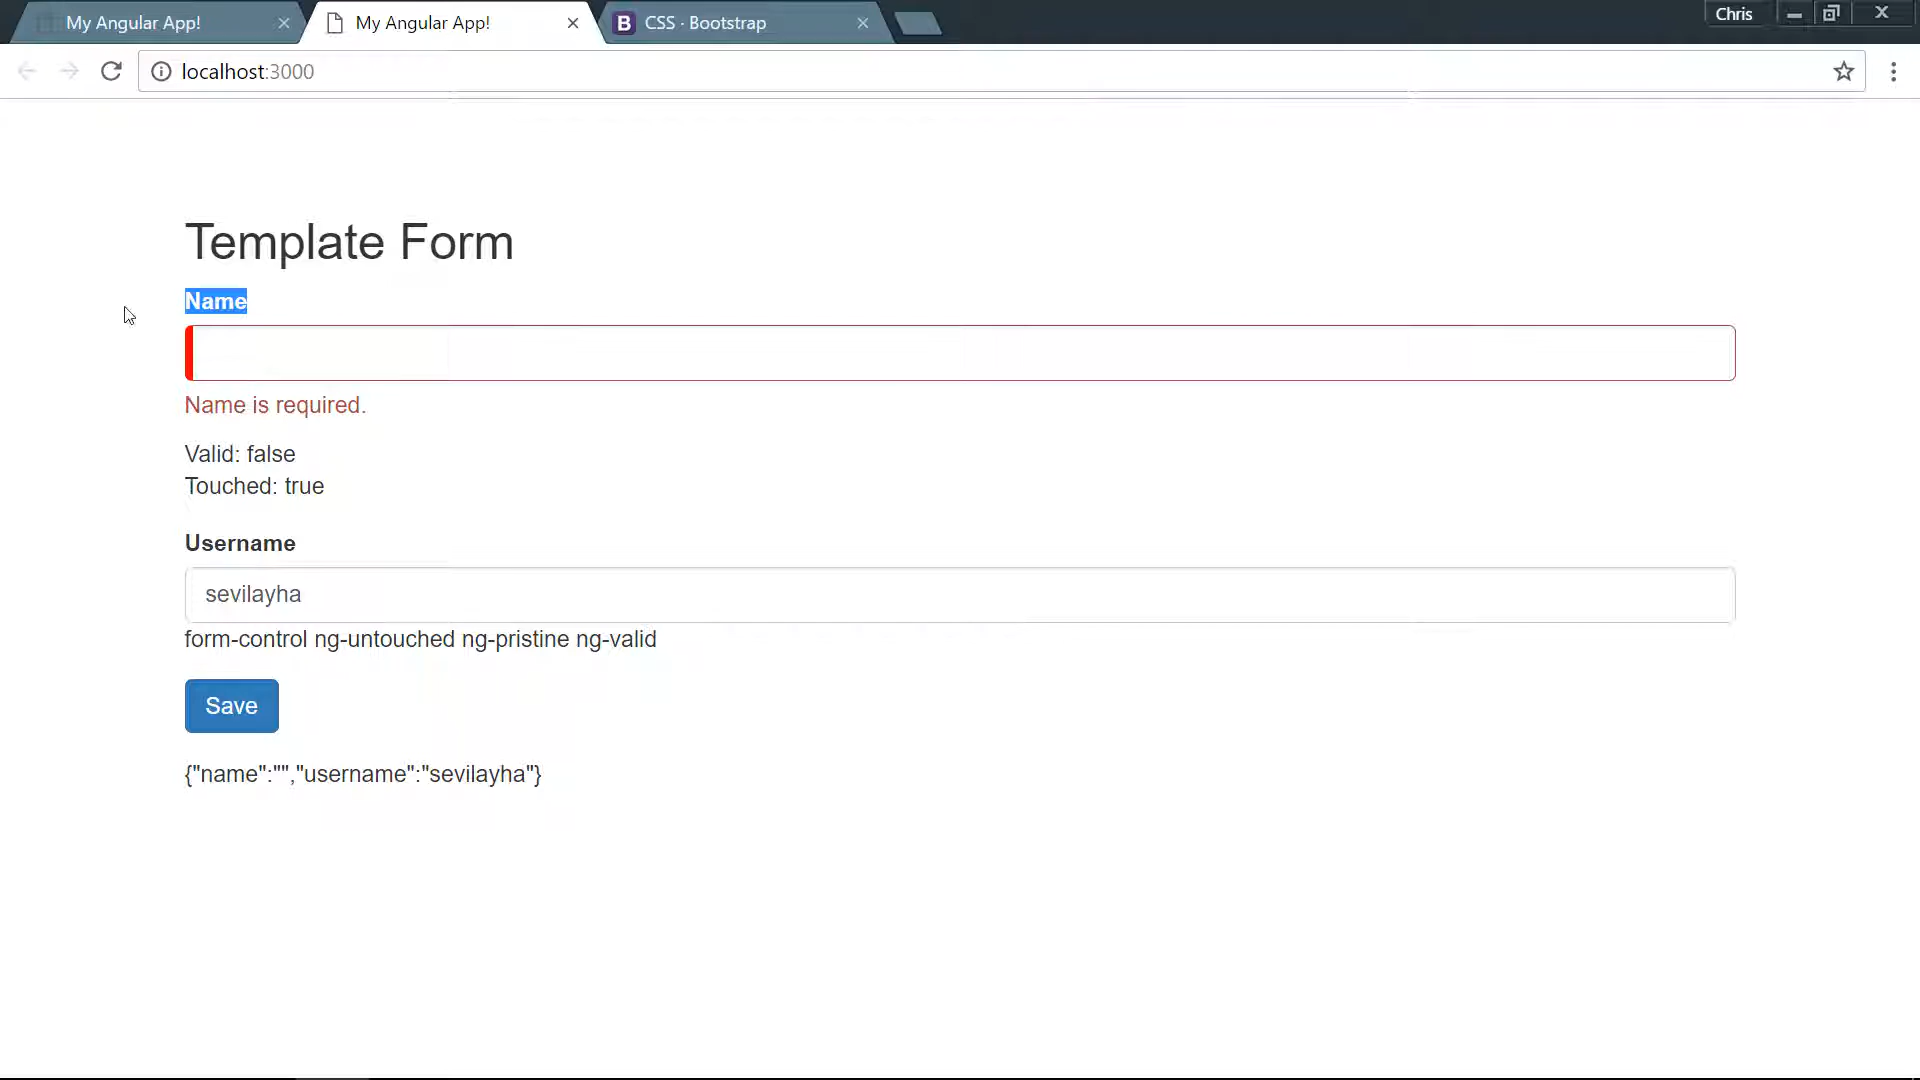 My Angular App!
My Angular App!
B CSS · Bootstrap
Chris
localhost:3000
Template Form
Name
Name is required.
Valid: false
Touched: true
Username
sevilayha
form-control ng-untouched ng-pristine ng-valid
Save
{"name":"","username":"sevilayha"}